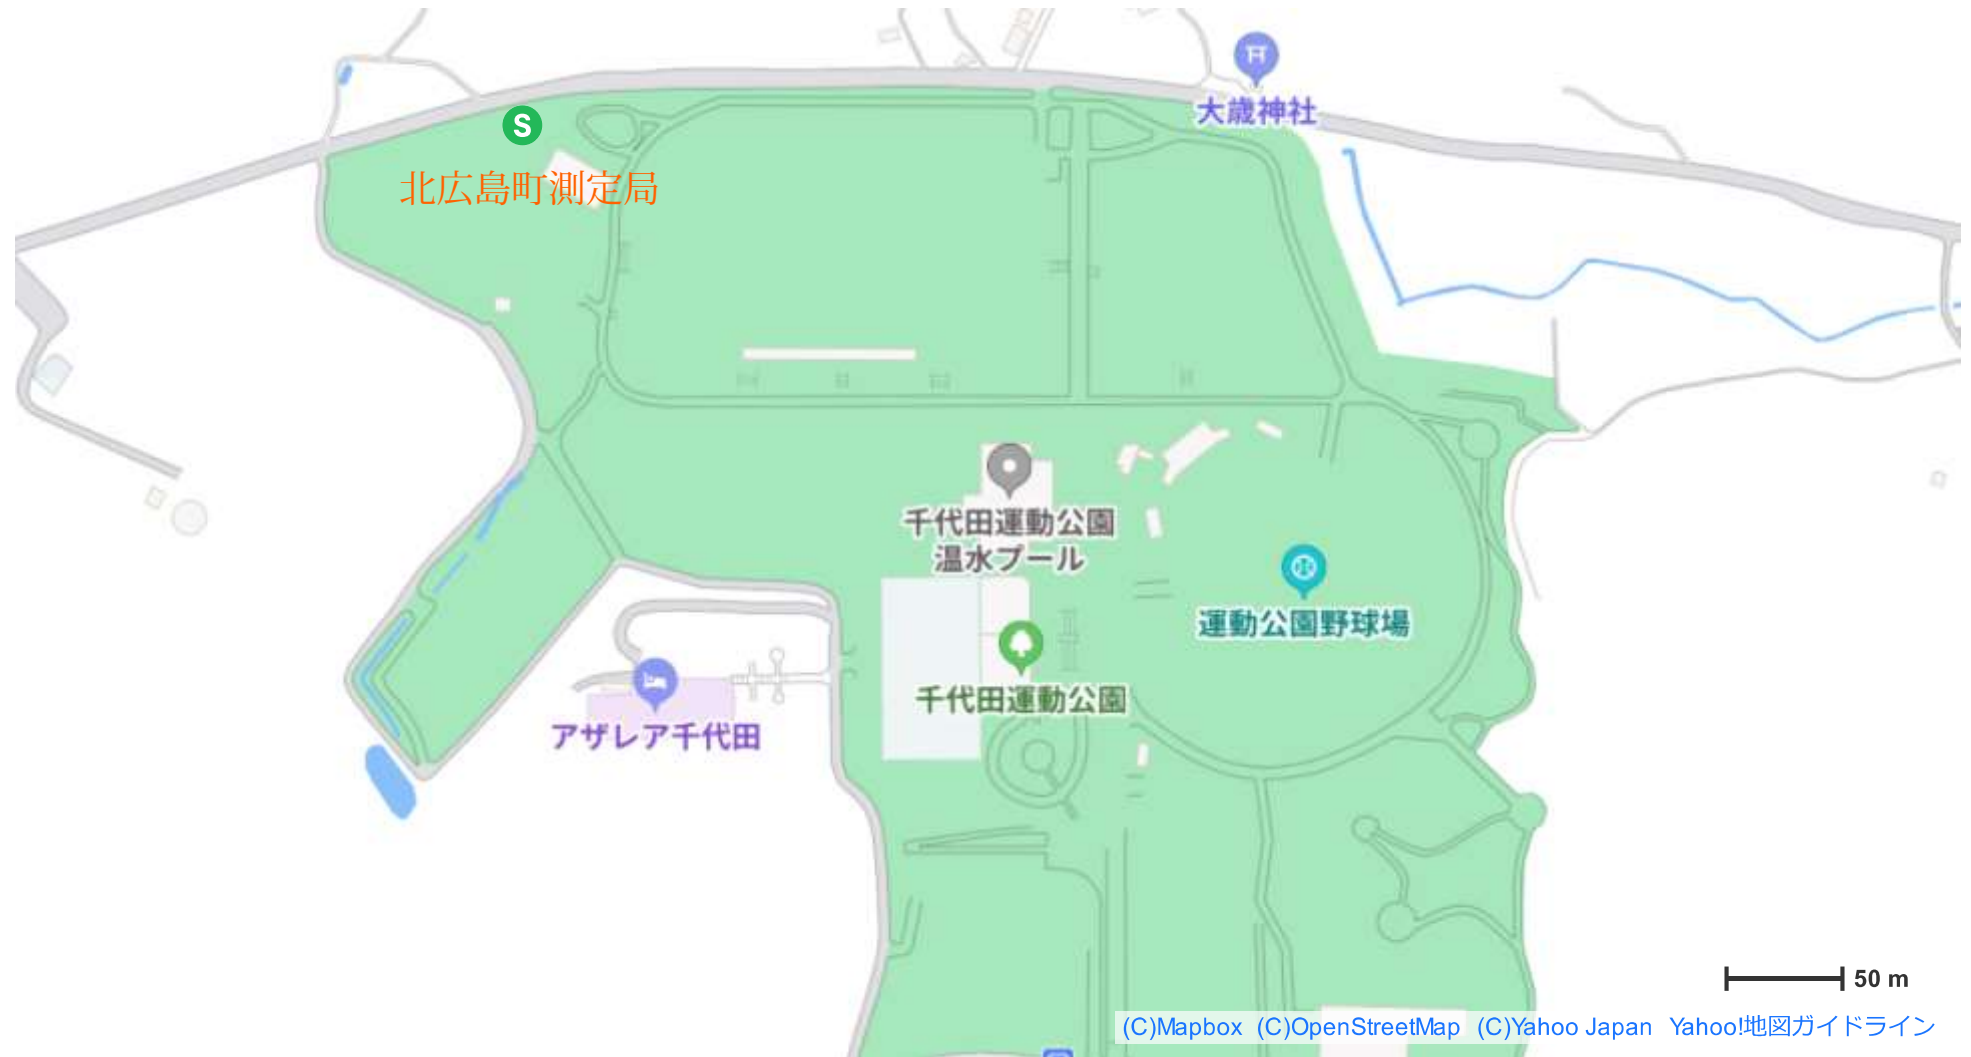 大歳神社
S
北広島町測定局
千代田運動公園
温水プール
運動公園野球場
千代田運動公園
アザレア千代田
50 m
(C)Mapbox (C)OpenStreetMap (C)Yahoo Japan Yahoo!地図ガイドライン